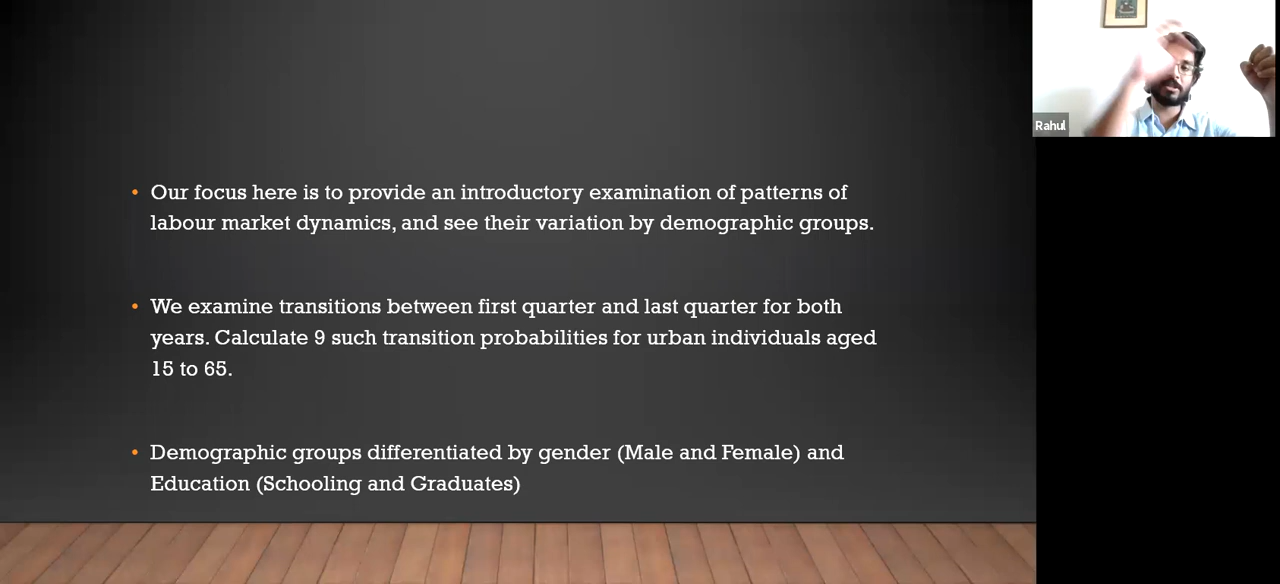 • Our focus here is to provide an introductory examination of patterns of
labour market dynamics, and see their variation by demographic groups.
• We examine transitions between first quarter and last quarter for both
years. Calculate 9 such transition probabilities for urban individuals aged
15 to 65.
• Demographic groups differentiated by gender (Male and Female) and
Education (Schooling and Graduates)
Rahul